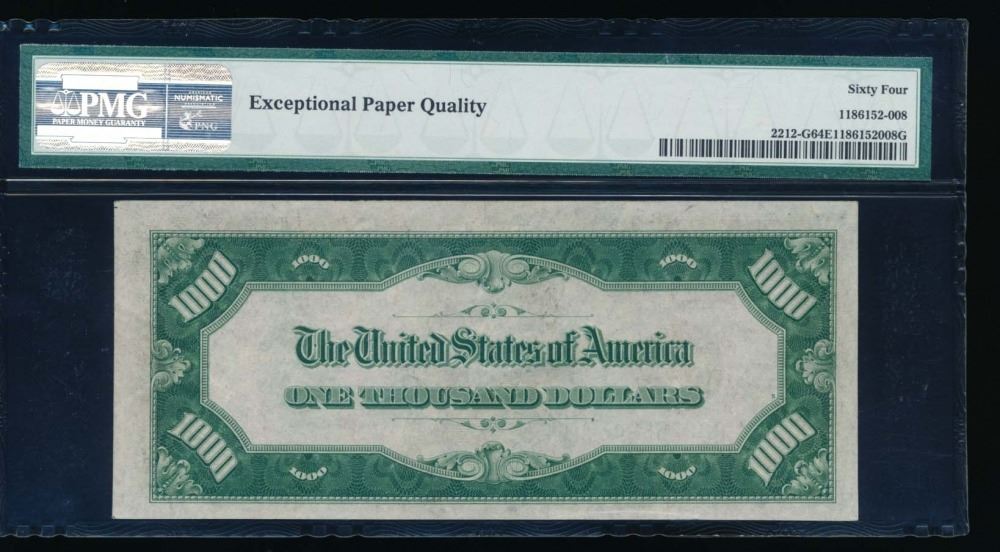 PMG
PAPER MONEY GUARANTY
NUMISMATIC
PNG
Exceptional Paper Quality
Sixty Four
1186152-008
2212-G64E1186152008G
1000 1000 1000 1000
The United States of America
ONE THOUSAND DOLLARS
1000 1000 1000 1000